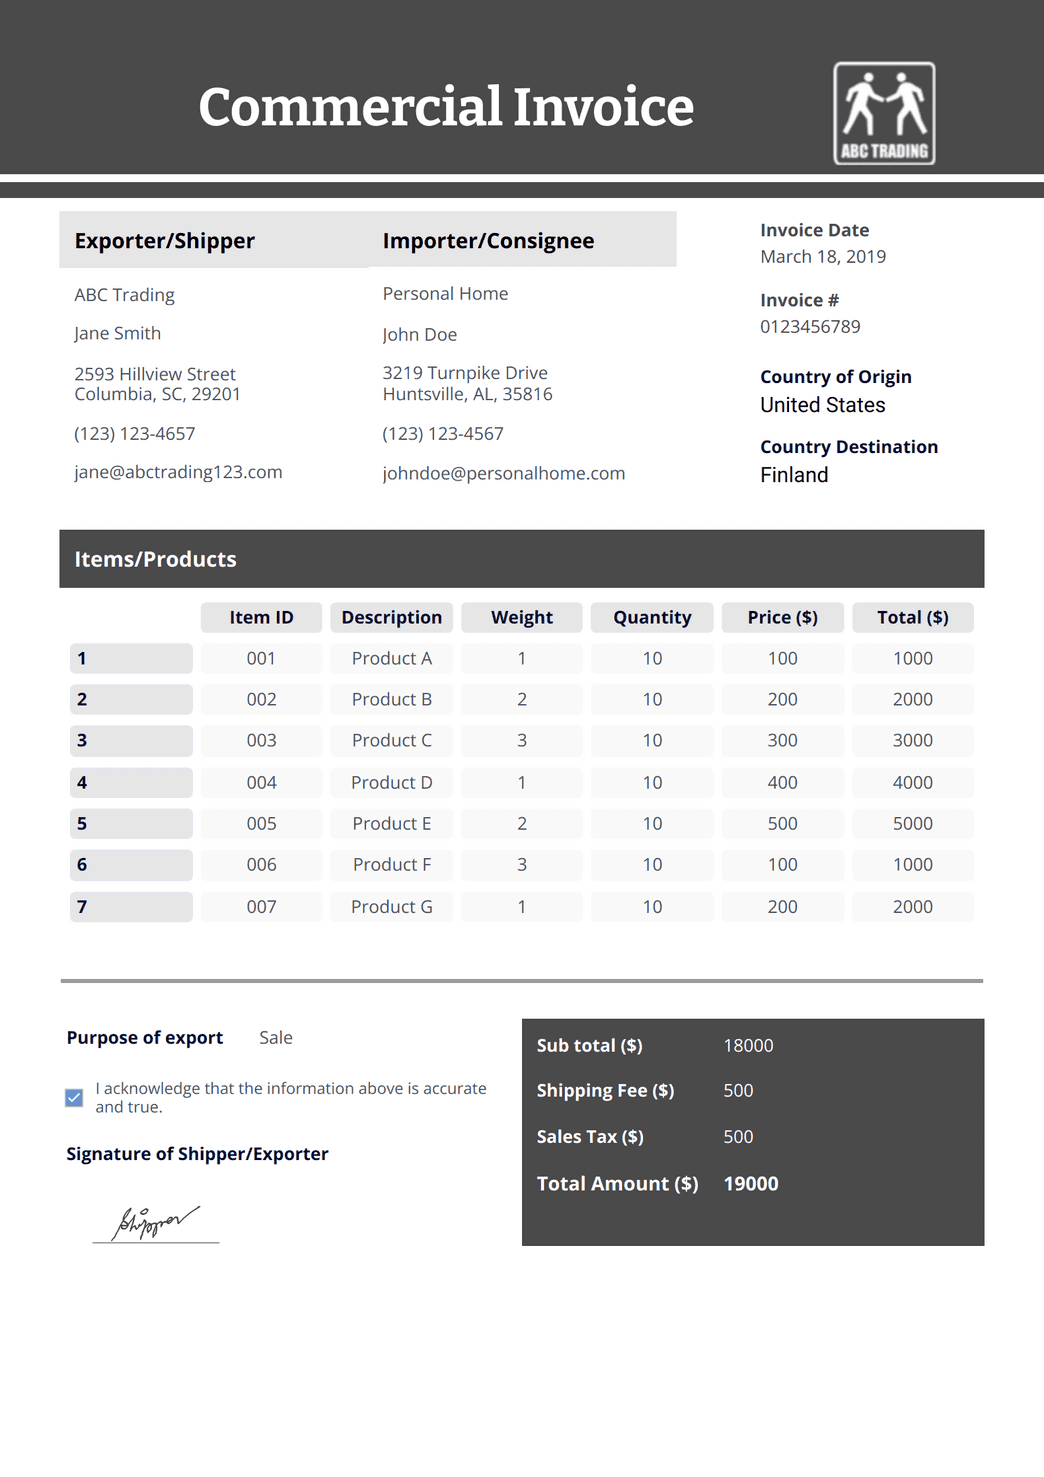 Commercial Invoice
ABC TRADING
Exporter/Shipper
ABC Trading
Jane Smith
2593 Hillview Street
Columbia, SC, 29201
(123) 123-4657
jane@abctrading123.com
Importer/Consignee
Personal Home
John Doe
3219 Turnpike Drive
Huntsville, AL, 35816
(123) 123-4567
johndoe@personalhome.com
Invoice Date
March 18, 2019
Invoice #
0123456789
Country of Origin
United States
Country Destination
Finland
Items/Products
Item ID Description Weight Quantity Price ($) Total ($)
1 001 Product A 1 10 100 1000
2 002 Product B 2 10 200 2000
3 003 Product C 3 10 300 3000
4 004 Product D 1 10 400 4000
5 005 Product E 2 10 500 5000
6 006 Product F 3 10 100 1000
7 007 Product G 1 10 200 2000
Purpose of export Sale
I acknowledge that the information above is accurate
and true.
Signature of Shipper/Exporter
Shipper
Sub total ($) 18000
Shipping Fee ($) 500
Sales Tax ($) 500
Total Amount ($) 19000